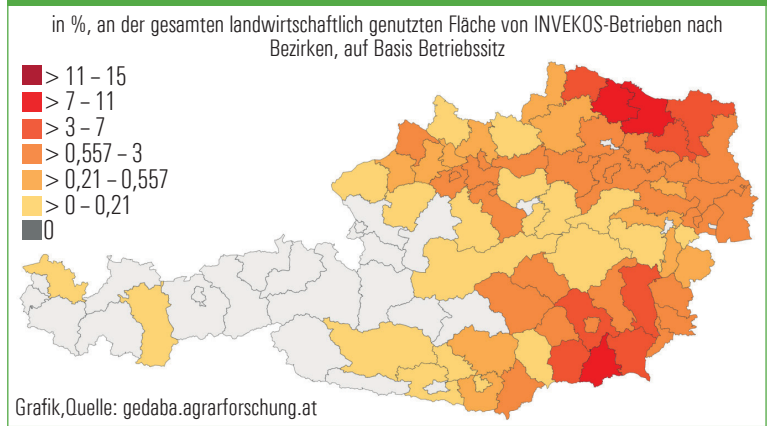 in %, an der gesamten landwirtschaftlich genutzten Fläche von INVEKOS-Betrieben nach
Bezirken, auf Basis Betriebssitz
> 11 – 15
> 7 – 11
> 3 – 7
> 0,557 – 3
> 0,21 – 0,557
> 0 – 0,21
0
Grafik,Quelle: gedaba.agrarforschung.at